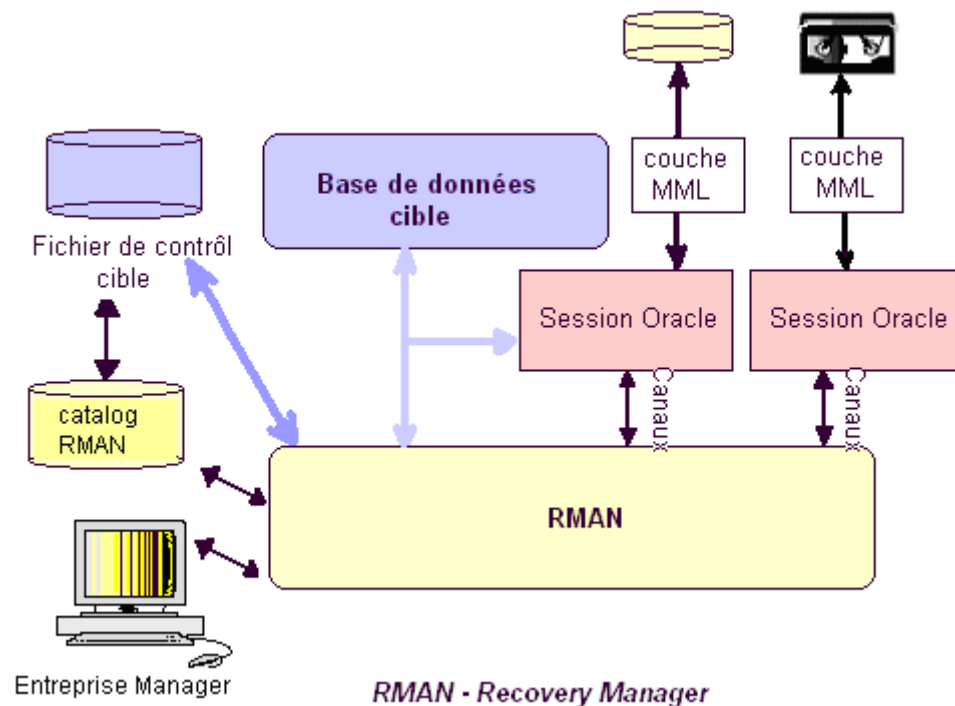 couche
MML
couche
MML
Base de données
cible
Fichier de contrôl
cible
Session Oracle
Session Oracle
Canaux
Canaux
catalog
RMAN
RMAN
Entreprise Manager
RMAN - Recovery Manager